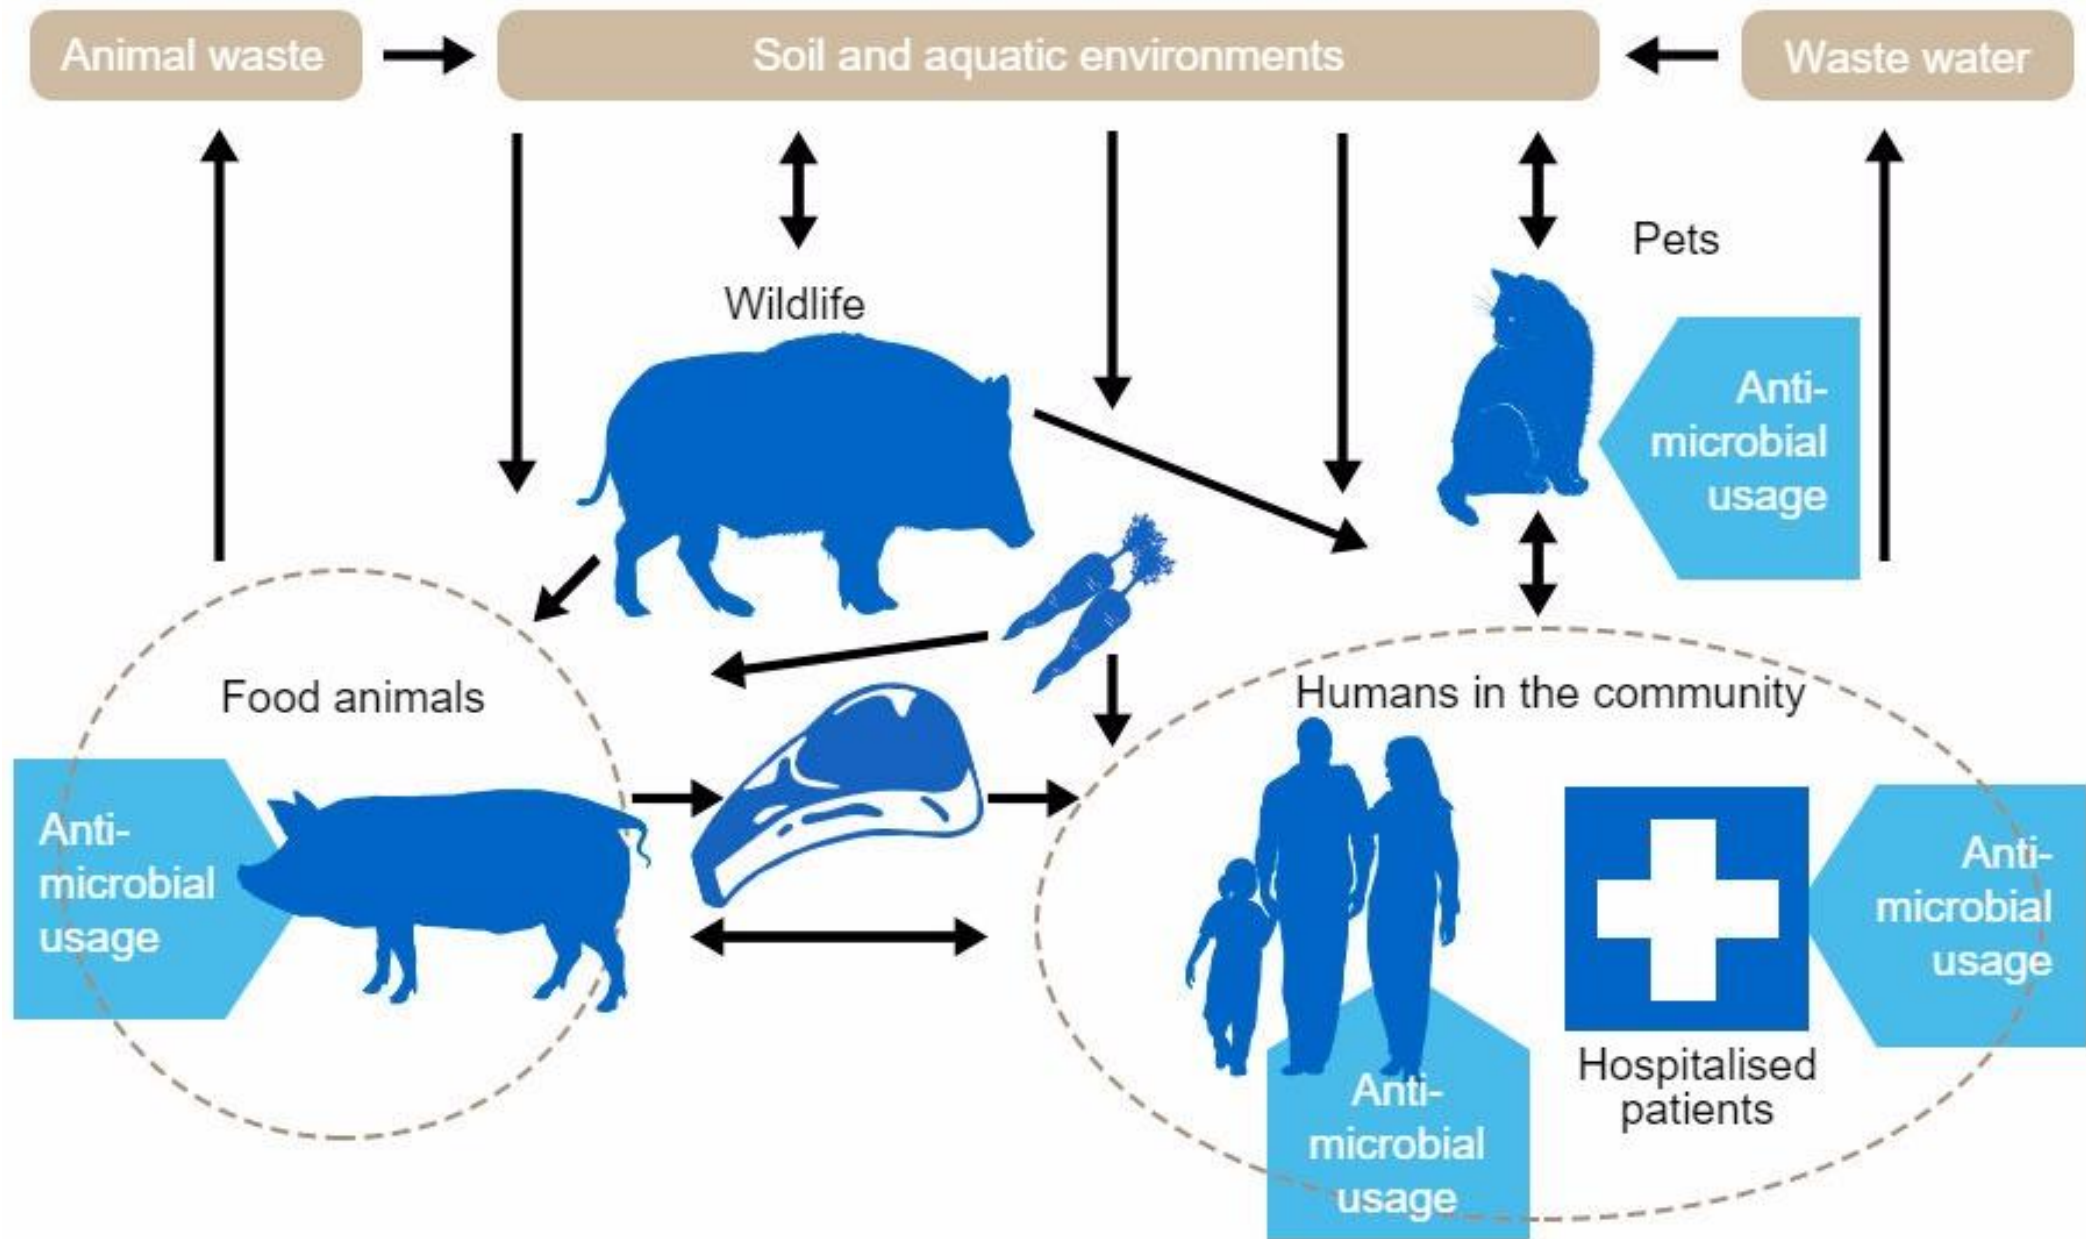 Animal waste
Soil and aquatic environments
Waste water
Pets
Wildlife
Anti-
microbial
usage
Food animals
Humans in the community
Anti-
microbial
usage
Anti-
microbial
usage
Hospitalised
patients
Anti-
microbial
usage